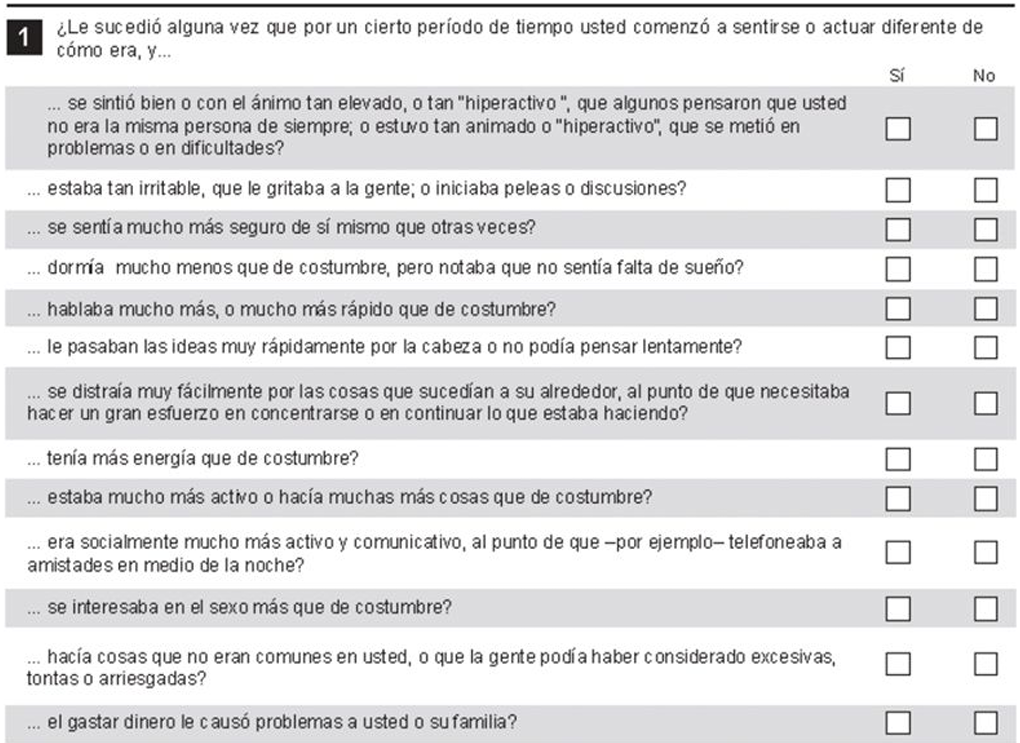 1 ¿Le sucedió alguna vez que por un cierto período de tiempo usted comenzó a sentirse o actuar diferente de
cómo era, y...
Sí No
... se sintió bien o con el ánimo tan elevado, o tan "hiperactivo ", que algunos pensaron que usted
no era la misma persona de siempre; o estuvo tan animado o "hiperactivo", que se metió en
problemas o en dificultades?
... estaba tan irritable, que le gritaba a la gente; o iniciaba peleas o discusiones?
... se sentía mucho más seguro de sí mismo que otras veces?
... dormía mucho menos que de costumbre, pero notaba que no sentía falta de sueño?
... hablaba mucho más, o mucho más rápido que de costumbre?
... le pasaban las ideas muy rápidamente por la cabeza o no podía pensar lentamente?
... se distraía muy fácilmente por las cosas que sucedían a su alrededor, al punto de que necesitaba
hacer un gran esfuerzo en concentrarse o en continuar lo que estaba haciendo?
... tenía más energía que de costumbre?
... estaba mucho más activo o hacía muchas más cosas que de costumbre?
... era socialmente mucho más activo y comunicativo, al punto de que –por ejemplo– telefoneaba a
amistades en medio de la noche?
... se interesaba en el sexo más que de costumbre?
... hacía cosas que no eran comunes en usted, o que la gente podía haber considerado excesivas,
tontas o arriesgadas?
... el gastar dinero le causó problemas a usted o su familia?